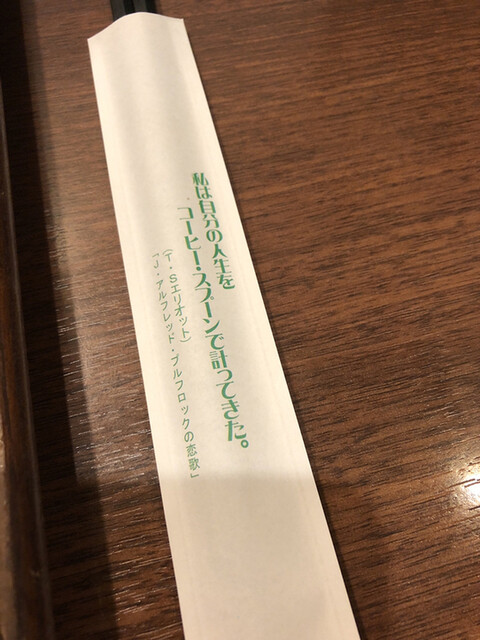 私は自分の人生を
コーヒー・スプーンで計ってきた。
(T・Sエリオット)
「J・アルフレッド・プルフロックの恋歌」